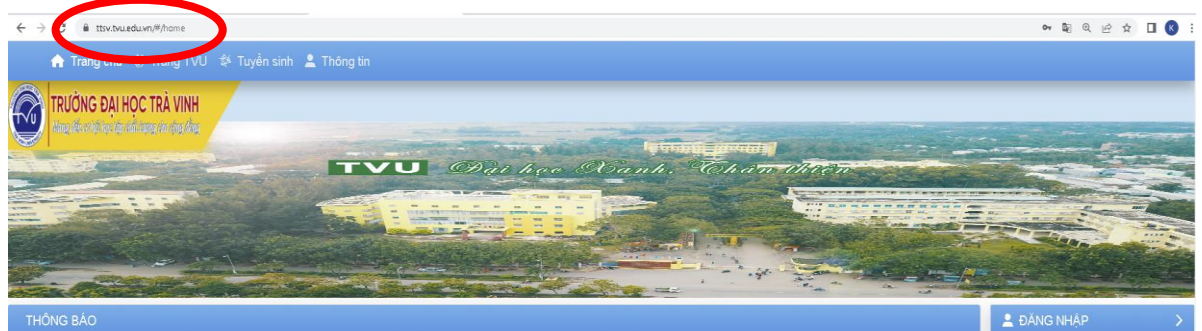 ttsv.tvu.edu.vn/#/home
K
Trang chủ Trang TVU Tuyển sinh Thông tin
TRƯỜNG ĐẠI HỌC TRÀ VINH
TVU
TVU Đại học Xanh, Thân thiện
THÔNG BÁO
ĐĂNG NHẬP